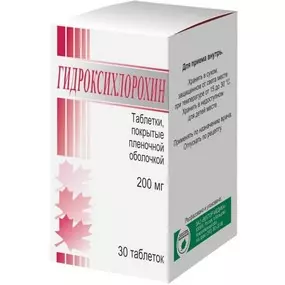 ГИДРОКСИХЛОРОХИН
Таблетки,
покрытые
пленочной
оболочкой
200 мг
30 таблеток
Для приема внутрь.
Хранить в сухом,
защищенном от света месте
при температуре от 15 до 30 °С.
Хранить в недоступном
для детей месте.
Применять по назначению врача.
Отпускать по рецепту.